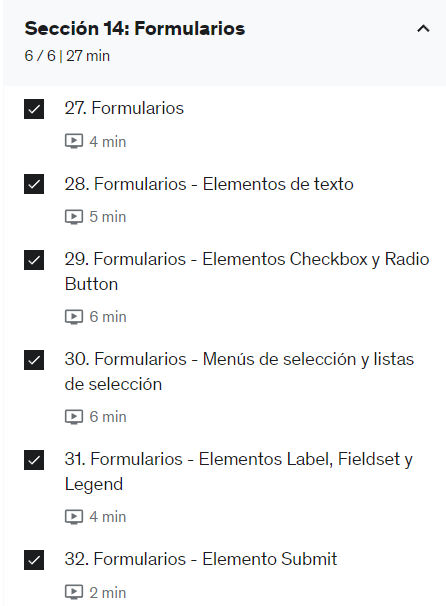 Sección 14: Formularios
6 / 6 | 27 min
27. Formularios
4 min
28. Formularios - Elementos de texto
5 min
29. Formularios - Elementos Checkbox y Radio
Button
6 min
30. Formularios - Menús de selección y listas
de selección
6 min
31. Formularios - Elementos Label, Fieldset y
Legend
4 min
32. Formularios - Elemento Submit
2 min